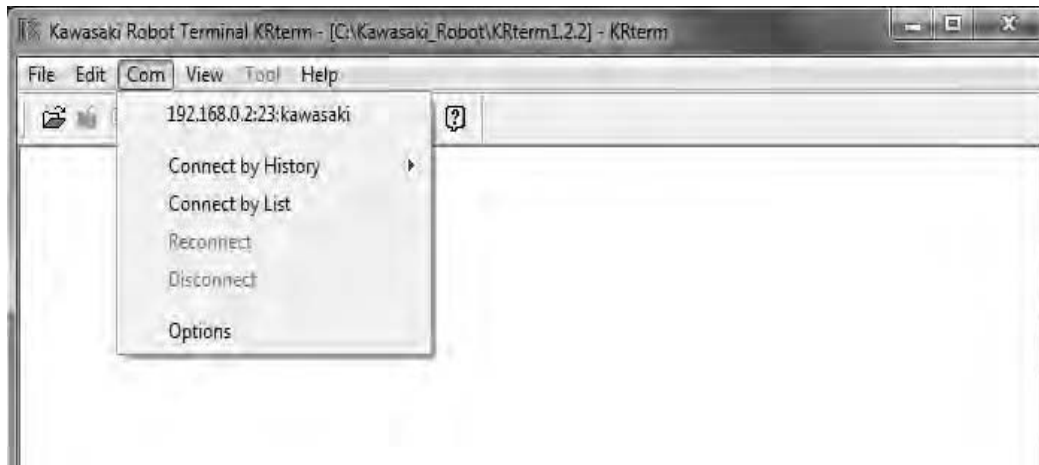 Kawasaki Robot Terminal KRterm - [C:\Kawasaki_Robot\KRterm1.2.2] - KRterm
File Edit Com View Tool Help
192.168.0.2:23:kawasaki
Connect by History
Connect by List
Reconnect
Disconnect
Options